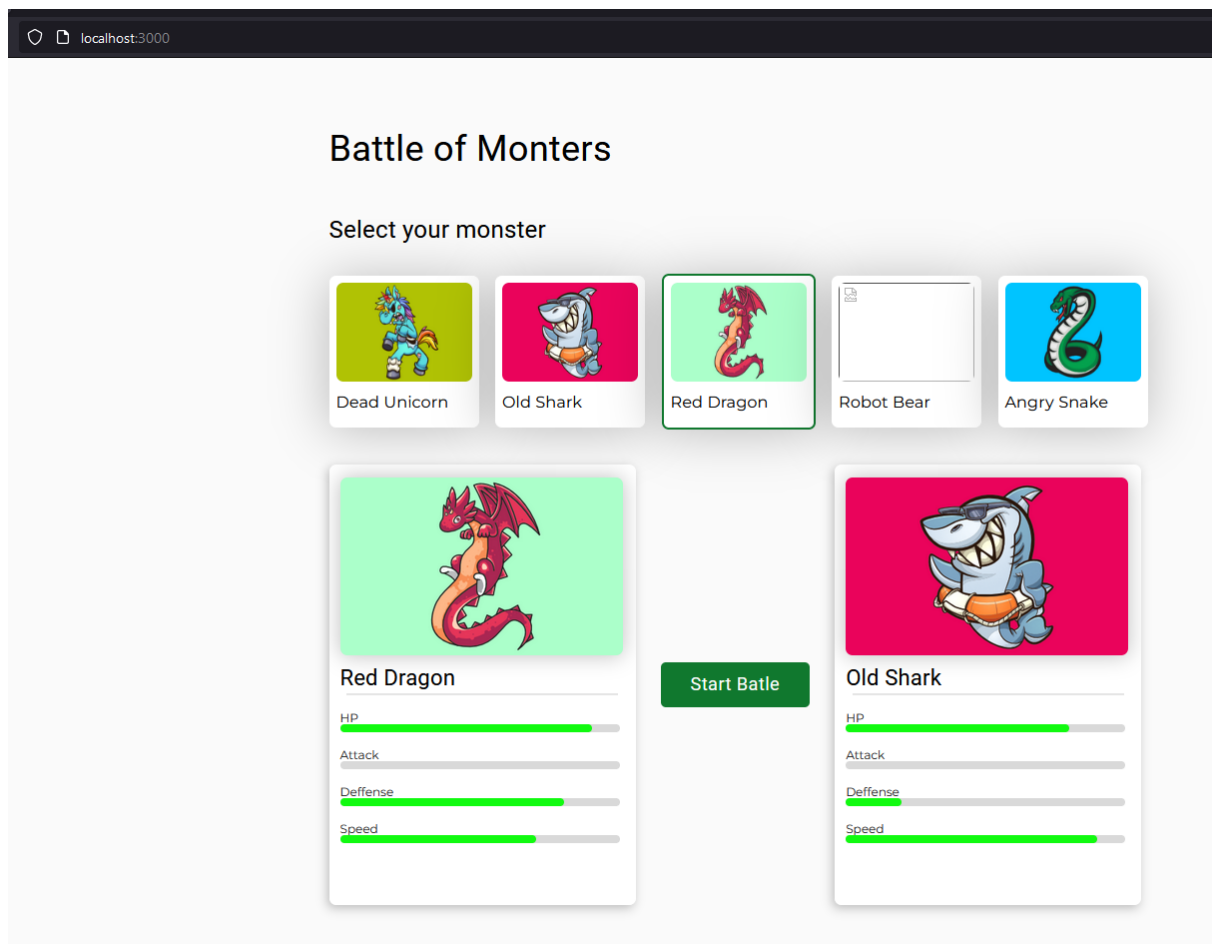 localhost:3000
Battle of Monters
Select your monster
Dead Unicorn
Old Shark
Red Dragon
Robot Bear
Angry Snake
Red Dragon
HP
Attack
Deffense
Speed
Start Batle
Old Shark
HP
Attack
Deffense
Speed